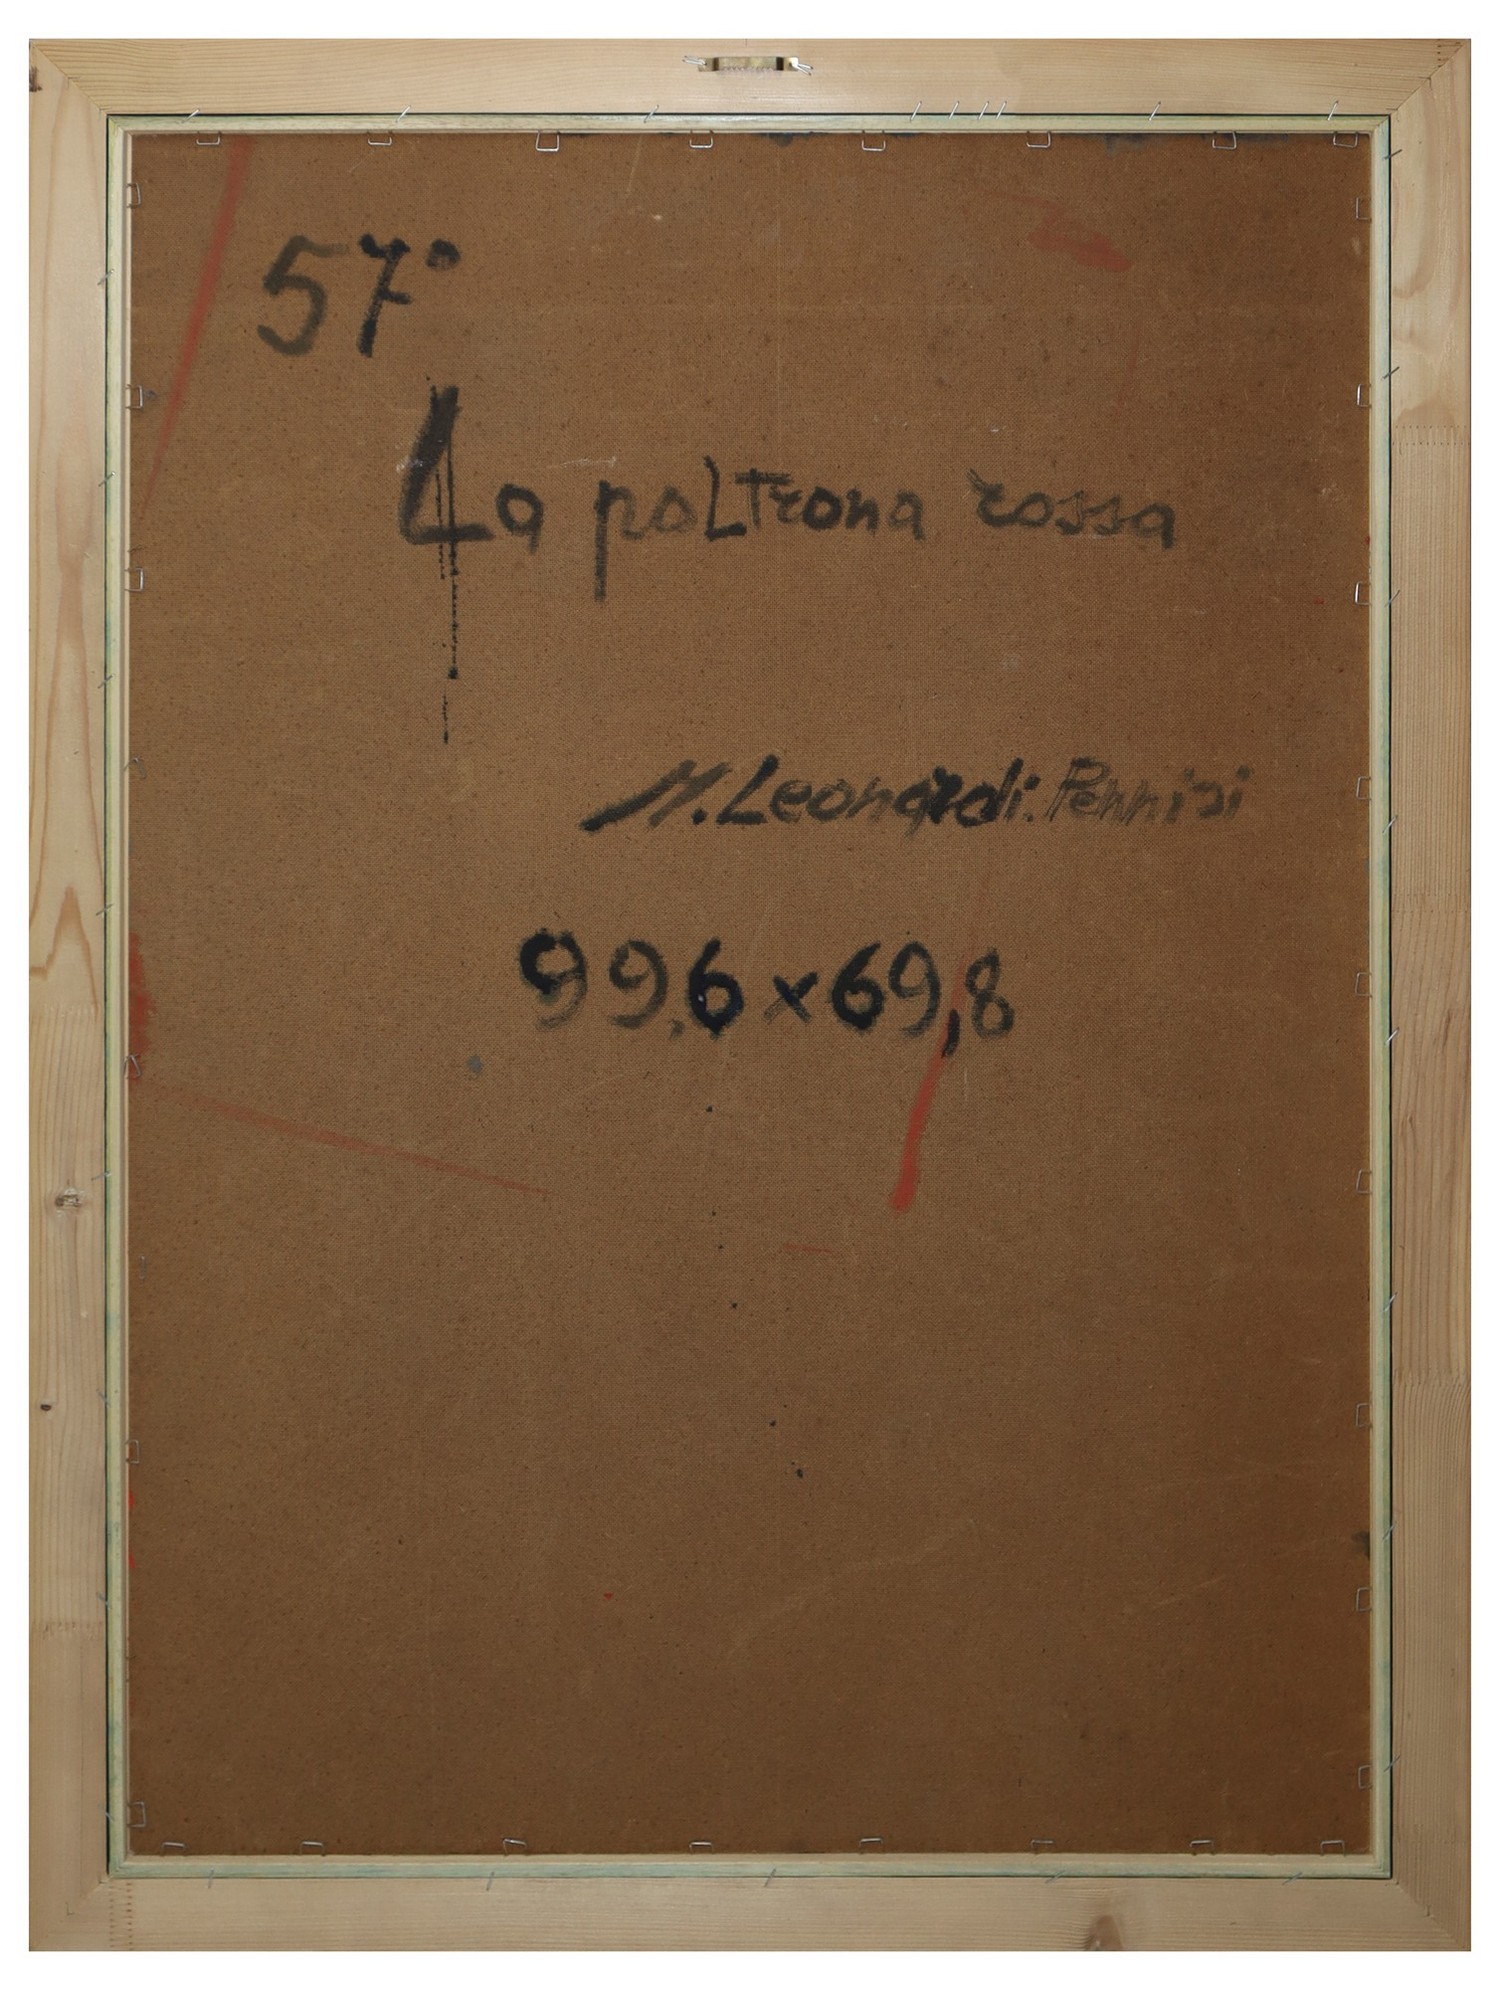 57°
La poltrona rossa
M. Leonardi. Pennisi
99,6 x 69,8